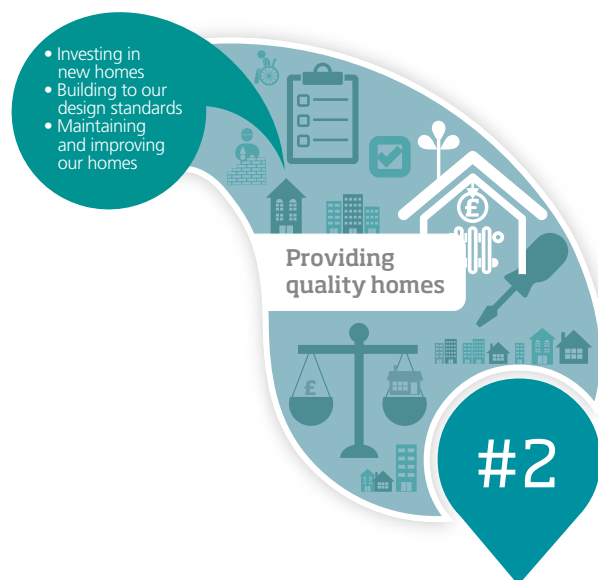 • Investing in
new homes
• Building to our
design standards
• Maintaining
and improving
our homes
£
Providing
quality homes
£
#2